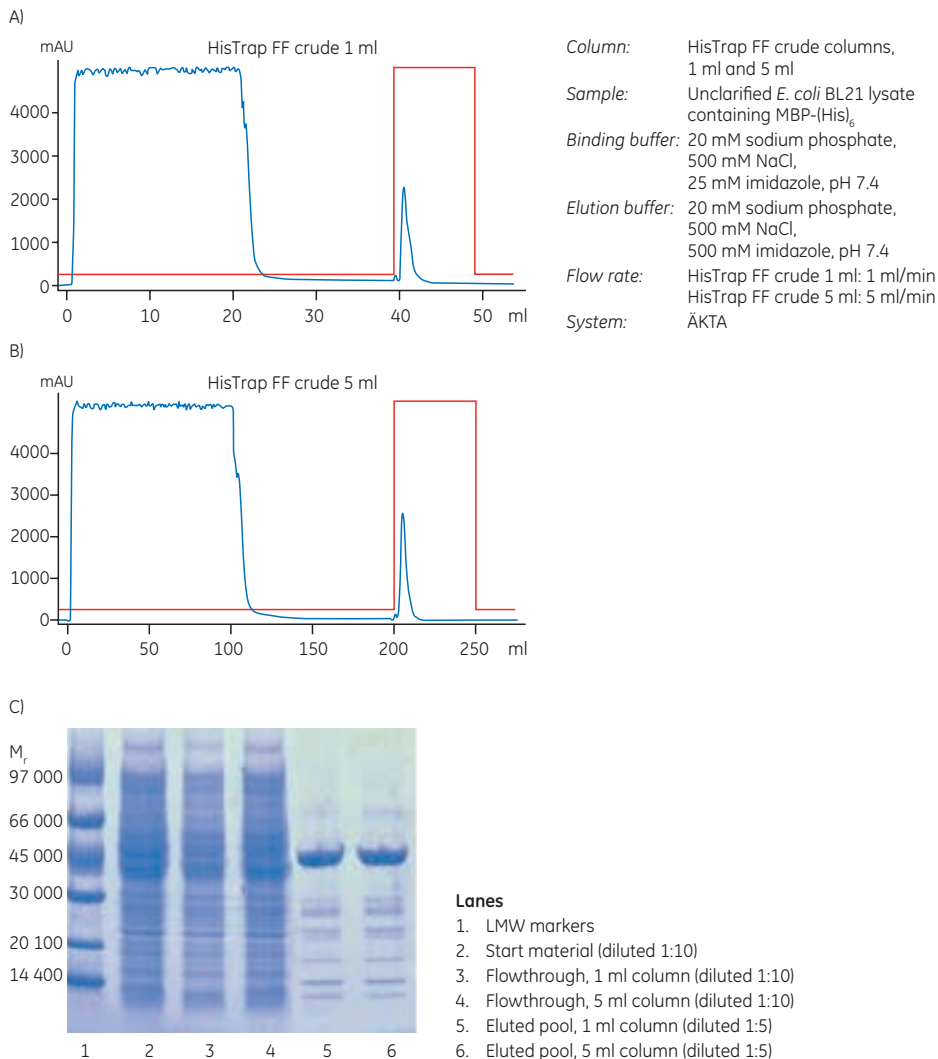 A)
mAU
HisTrap FF crude 1 ml
4000
3000
2000
1000
0
0 10 20 30 40 50 ml
Column: HisTrap FF crude columns,
1 ml and 5 ml
Sample: Unclarified E. coli BL21 lysate
containing MBP-(His)6
Binding buffer: 20 mM sodium phosphate,
500 mM NaCl,
25 mM imidazole, pH 7.4
Elution buffer: 20 mM sodium phosphate,
500 mM NaCl,
500 mM imidazole, pH 7.4
Flow rate: HisTrap FF crude 1 ml: 1 ml/min
HisTrap FF crude 5 ml: 5 ml/min
System: ÄKTA
B)
mAU
HisTrap FF crude 5 ml
4000
3000
2000
1000
0
0 50 100 150 200 250 ml
C)
Mr
97 000
66 000
45 000
30 000
20 100
14 400
1 2 3 4 5 6
Lanes
1. LMW markers
2. Start material (diluted 1:10)
3. Flowthrough, 1 ml column (diluted 1:10)
4. Flowthrough, 5 ml column (diluted 1:10)
5. Eluted pool, 1 ml column (diluted 1:5)
6. Eluted pool, 5 ml column (diluted 1:5)